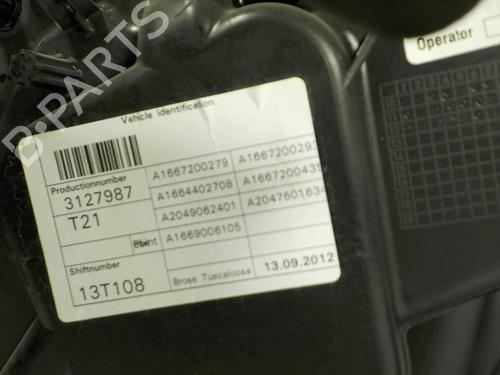 B-PARTS
Operator
Vehicle identification
Productionnumber
3127987
T21
Shiftnumber
13T108
A1667200279
A1664402708
A2049062401
A1669006105
A1667200293
A1667200435
A2047601634
Brose Tuscaloosa
13.09.2012